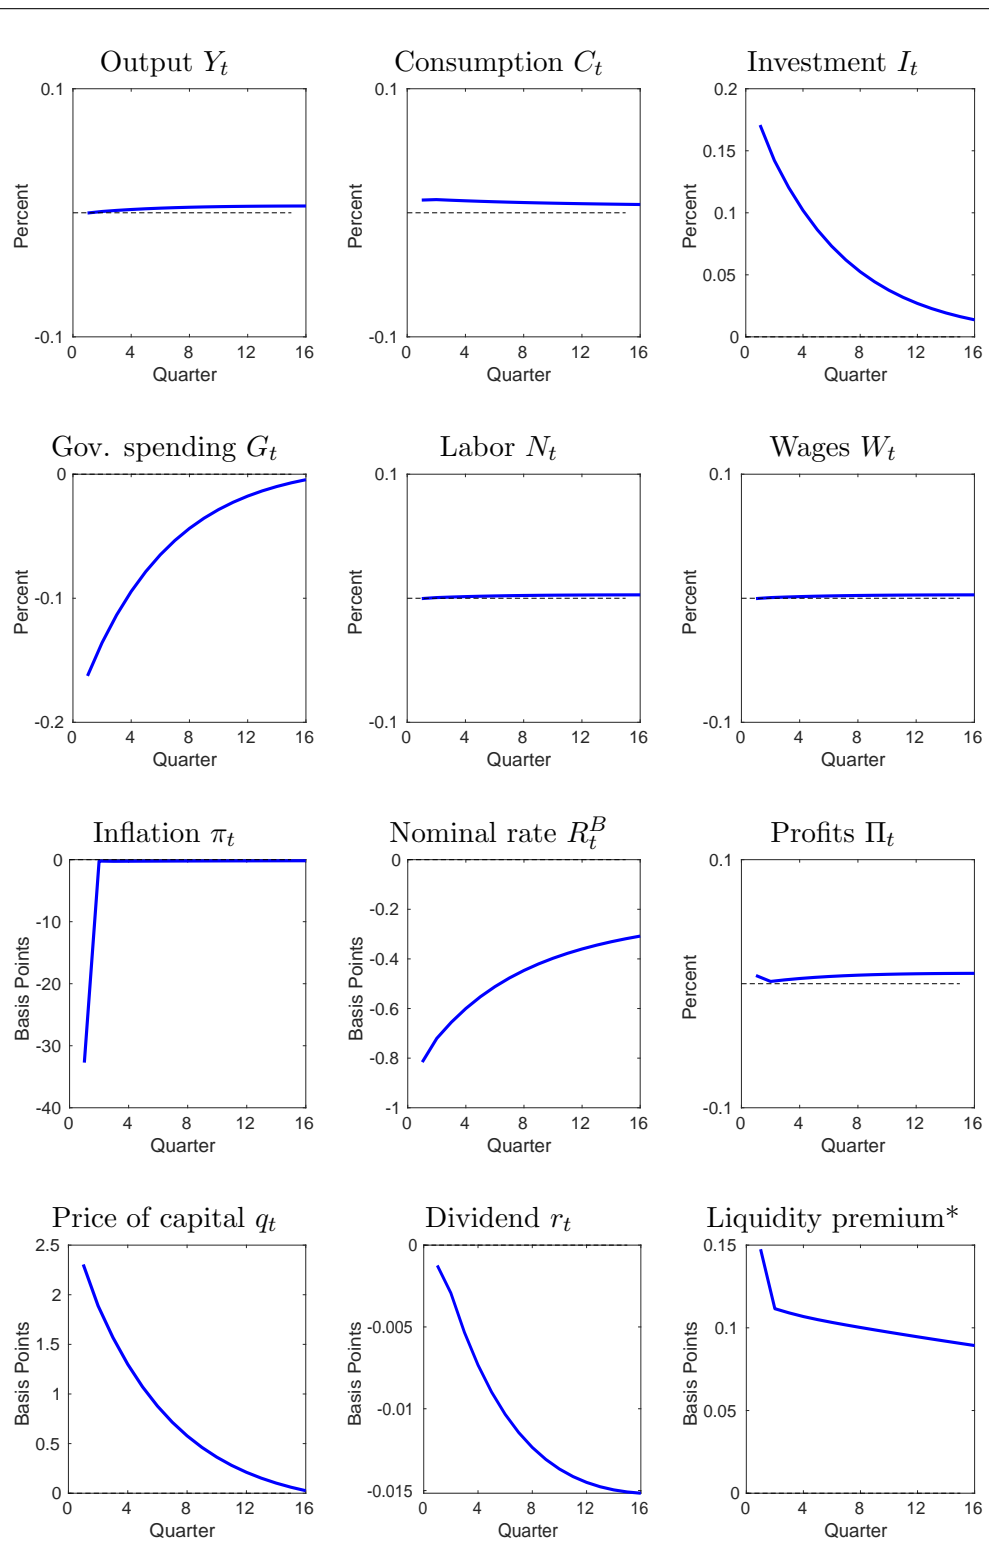 Output Y_t Consumption C_t Investment I_t
0.1 0.1 0.2
0.15
Percent Percent 0.1
0.05
-0.1 -0.1 0
0 4 8 12 16 0 4 8 12 16 0 4 8 12 16
Quarter Quarter Quarter
Gov. spending G_t Labor N_t Wages W_t
0 0.1 0.1
Percent -0.1 Percent Percent
-0.2 -0.1 -0.1
0 4 8 12 16 0 4 8 12 16 0 4 8 12 16
Quarter Quarter Quarter
Inflation π_t Nominal rate R_t^B Profits Π_t
0 0 0.1
-10 -0.2
-0.4
Basis Points -20 Basis Points Percent
-0.6
-30 -0.8
-40 -1 -0.1
0 4 8 12 16 0 4 8 12 16 0 4 8 12 16
Quarter Quarter Quarter
Price of capital q_t Dividend r_t Liquidity premium*
2.5 0 0.15
2 -0.005 0.1
Basis Points 1.5 Basis Points Basis Points
1 -0.01 0.05
0.5
0 -0.015 0
0 4 8 12 16 0 4 8 12 16 0 4 8 12 16
Quarter Quarter Quarter